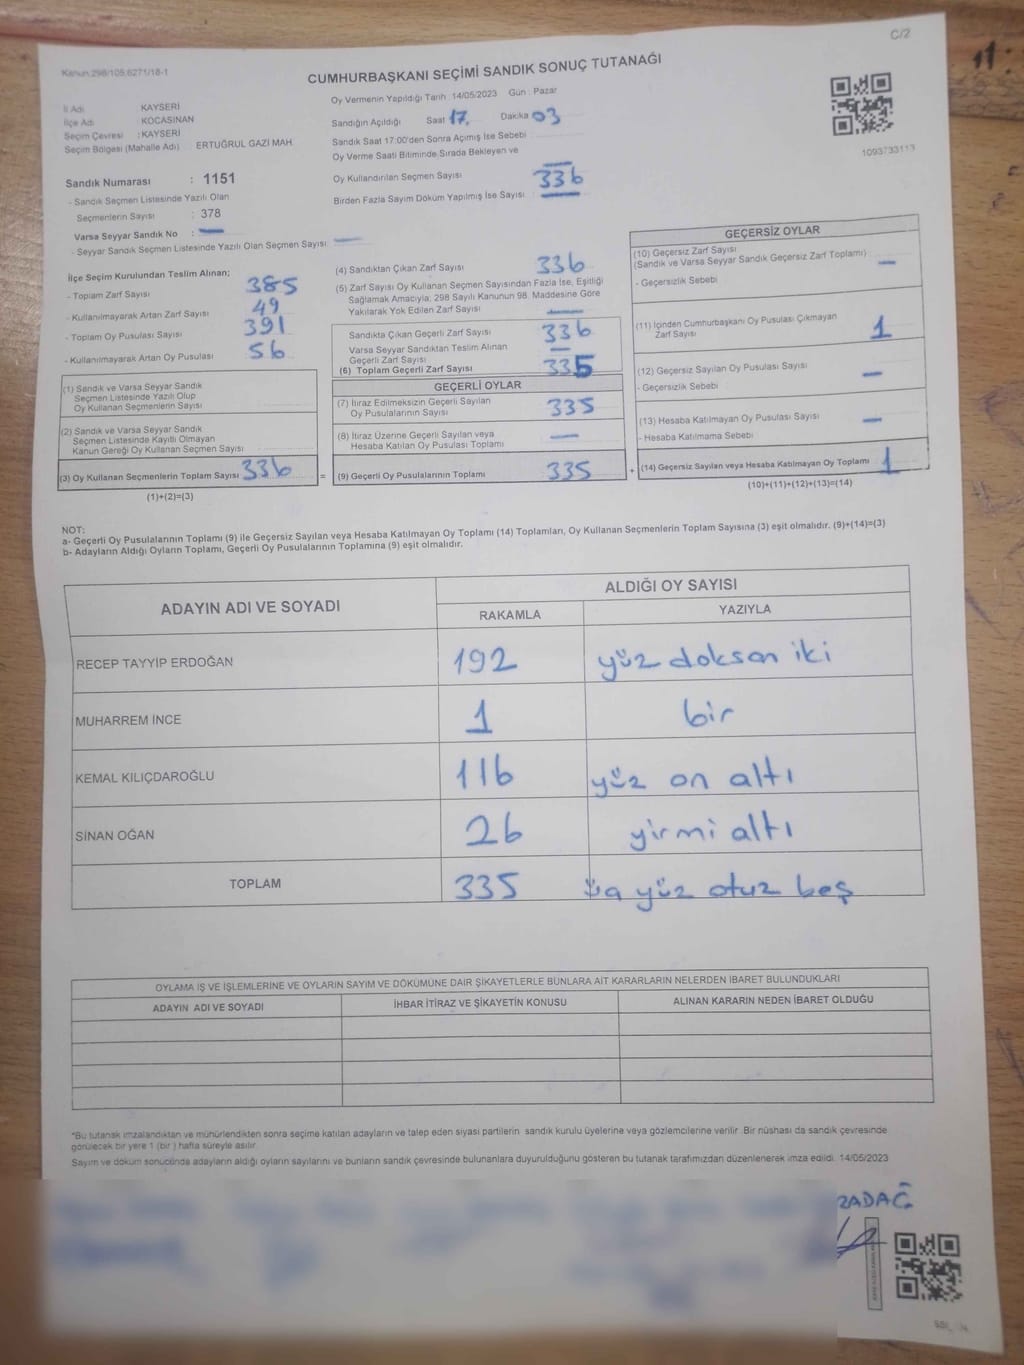 C/2
Kanun 298/105,6271/18-1
CUMHURBAŞKANI SEÇİMİ SANDIK SONUÇ TUTANAĞI
İl Adı KAYSERİ
İlçe Adı KOCASİNAN
Seçim Çevresi : KAYSERİ
Seçim Bölgesi (Mahalle Adı) ERTUĞRUL GAZİ MAH.
Sandık Numarası : 1151
- Sandık Seçmen Listesinde Yazılı Olan
Seçmenlerin Sayısı : 378
Varsa Seyyar Sandık No : —
- Seyyar Sandık Seçmen Listesinde Yazılı Olan Seçmen Sayısı : —
Oy Vermenin Yapıldığı Tarih 14/05/2023 Gün : Pazar
Sandığın Açıldığı Saat 17. Dakika 03
Sandık Saat 17:00'den Sonra Açımış İse Sebebi
Oy Verme Saati Bitiminde Sırada Bekleyen ve —
Oy Kullandırılan Seçmen Sayısı 336
Birden Fazla Sayım Döküm Yapılmış İse Sayısı : —
1093733113
İlçe Seçim Kurulundan Teslim Alınan;
- Toplam Zarf Sayısı 385
- Kullanılmayarak Artan Zarf Sayısı 49
- Toplam Oy Pusulası Sayısı 391
- Kullanılmayarak Artan Oy Pusulası 56
(1) Sandık ve Varsa Seyyar Sandık
Seçmen Listesinde Yazılı Olup
Oy Kullanan Seçmenlerin Sayısı
(2) Sandık ve Varsa Seyyar Sandık
Seçmen Listesinde Kayıtlı Olmayan
Kanun Gereği Oy Kullanan Seçmen Sayısı
(3) Oy Kullanan Seçmenlerin Toplam Sayısı 336 =
(1)+(2)=(3)
(4) Sandıktan Çıkan Zarf Sayısı 336
(5) Zarf Sayısı Oy Kullanan Seçmen Sayısından Fazla İse, Eşitliği
Sağlamak Amacıyla; 298 Sayılı Kanunun 98. Maddesine Göre
Yakılarak Yok Edilen Zarf Sayısı —
Sandıkta Çıkan Geçerli Zarf Sayısı 336
Varsa Seyyar Sandıktan Teslim Alınan —
Geçerli Zarf Sayısı
(6) Toplam Geçerli Zarf Sayısı 335
GEÇERLİ OYLAR
(7) İtiraz Edilmeksizin Geçerli Sayılan
Oy Pusulalarının Sayısı 335
(8) İtiraz Üzerine Geçerli Sayılan veya
Hesaba Katılan Oy Pusulası Toplamı —
(9) Geçerli Oy Pusulalarının Toplamı 335 +
GEÇERSİZ OYLAR
(10) Geçersiz Zarf Sayısı
(Sandık ve Varsa Seyyar Sandık Geçersiz Zarf Toplamı) —
- Geçersizlik Sebebi
(11) İçinden Cumhurbaşkanı Oy Pusulası Çıkmayan
Zarf Sayısı 1
(12) Geçersiz Sayılan Oy Pusulası Sayısı —
- Geçersizlik Sebebi
(13) Hesaba Katılmayan Oy Pusulası Sayısı —
- Hesaba Katılmama Sebebi
(14) Geçersiz Sayılan veya Hesaba Katılmayan Oy Toplamı 1
(10)+(11)+(12)+(13)=(14)
NOT:
a- Geçerli Oy Pusulalarının Toplamı (9) ile Geçersiz Sayılan veya Hesaba Katılmayan Oy Toplamı (14) Toplamları, Oy Kullanan Seçmenlerin Toplam Sayısına (3) eşit olmalıdır. (9)+(14)=(3)
b- Adayların Aldığı Oyların Toplamı, Geçerli Oy Pusulalarının Toplamına (9) eşit olmalıdır.
ADAYIN ADI VE SOYADI ALDIĞI OY SAYISI
RAKAMLA YAZIYLA
RECEP TAYYİP ERDOĞAN 192 yüz doksan iki
MUHARREM İNCE 1 bir
KEMAL KILIÇDAROĞLU 116 yüz on altı
SİNAN OĞAN 26 yirmi altı
TOPLAM 335 üç yüz otuz beş
OYLAMA İŞ VE İŞLEMLERİNE VE OYLARIN SAYIM VE DÖKÜMÜNE DAİR ŞİKAYETLERLE BUNLARA AİT KARARLARIN NELERDEN İBARET BULUNDUKLARI
ADAYIN ADI VE SOYADI İHBAR İTİRAZ VE ŞİKAYETİN KONUSU ALINAN KARARIN NEDEN İBARET OLDUĞU
*Bu tutanak imzalandıktan ve mühürlendikten sonra seçime katılan adayların ve talep eden siyasi partilerin sandık kurulu üyelerine veya gözlemcilerine verilir. Bir nüshası da sandık çevresinde
görülecek bir yere 1 (bir ) hafta süreyle asılır.
Sayım ve döküm sonucunda adayların aldığı oyların sayılarını ve bunların sandık çevresinde bulunanlara duyurulduğunu gösteren bu tutanak tarafımızdan düzenlenerek imza edildi. 14/05/2023
RADAĞ